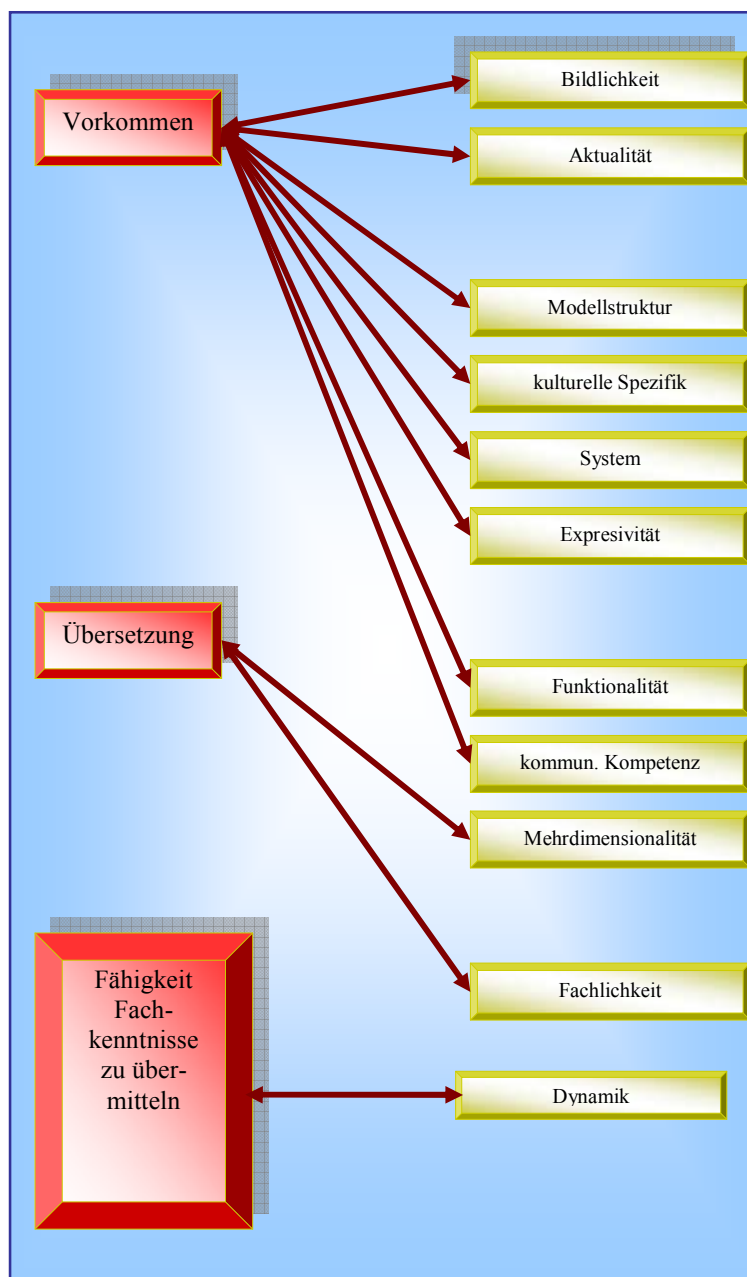 Vorkommen
Bildlichkeit
Aktualität
Modellstruktur
kulturelle Spezifik
System
Expresivität
Übersetzung
Funktionalität
kommun. Kompetenz
Mehrdimensionalität
Fähigkeit
Fach-
kenntnisse
zu über-
mitteln
Fachlichkeit
Dynamik